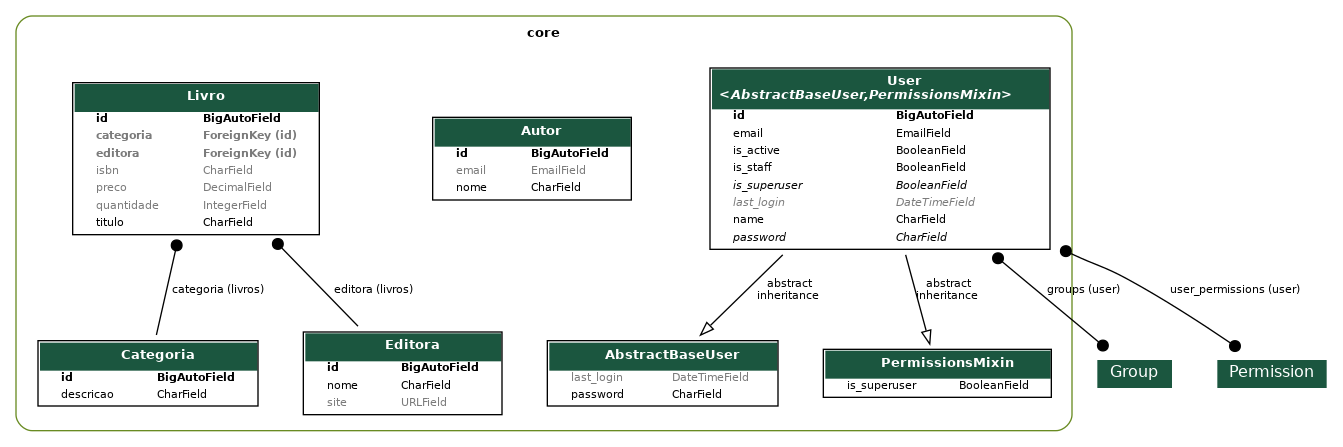 core
Livro
id BigAutoField
categoria ForeignKey (id)
editora ForeignKey (id)
isbn CharField
preco DecimalField
quantidade IntegerField
titulo CharField
Autor
id BigAutoField
email EmailField
nome CharField
User
<AbstractBaseUser,PermissionsMixin>
id BigAutoField
email EmailField
is_active BooleanField
is_staff BooleanField
is_superuser BooleanField
last_login DateTimeField
name CharField
password CharField
categoria (livros)
editora (livros)
abstract
inheritance
abstract
inheritance
groups (user)
user_permissions (user)
Categoria
id BigAutoField
descricao CharField
Editora
id BigAutoField
nome CharField
site URLField
AbstractBaseUser
last_login DateTimeField
password CharField
PermissionsMixin
is_superuser BooleanField
Group
Permission